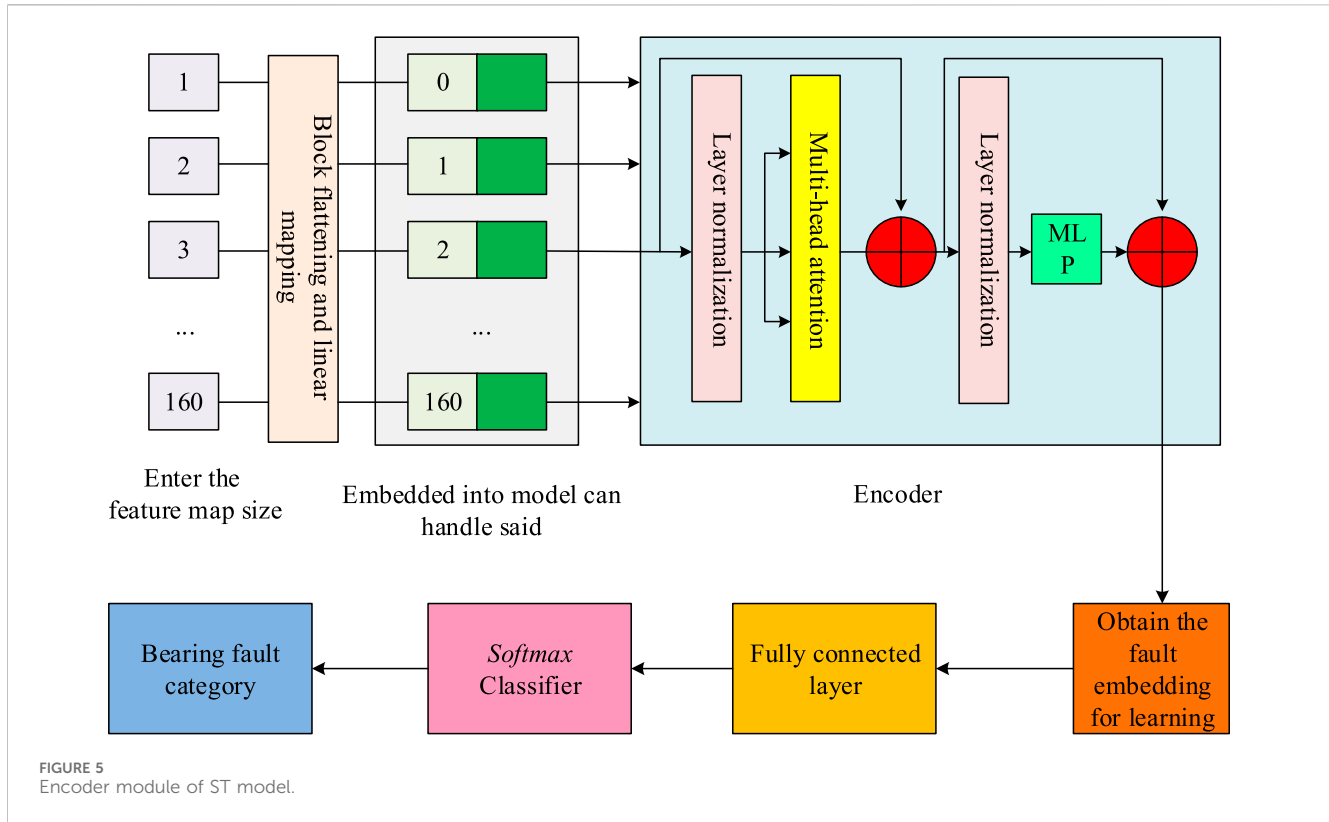 1
0
2
1
3
2
...
...
160
160
Block flattening and linear
mapping
Layer normalization
Multi-head attention
Layer normalization
ML
P
Enter the
feature map size
Embedded into model can
handle said
Encoder
Bearing fault
category
Softmax
Classifier
Fully connected
layer
Obtain the
fault
embedding
for learning
FIGURE 5
Encoder module of ST model.